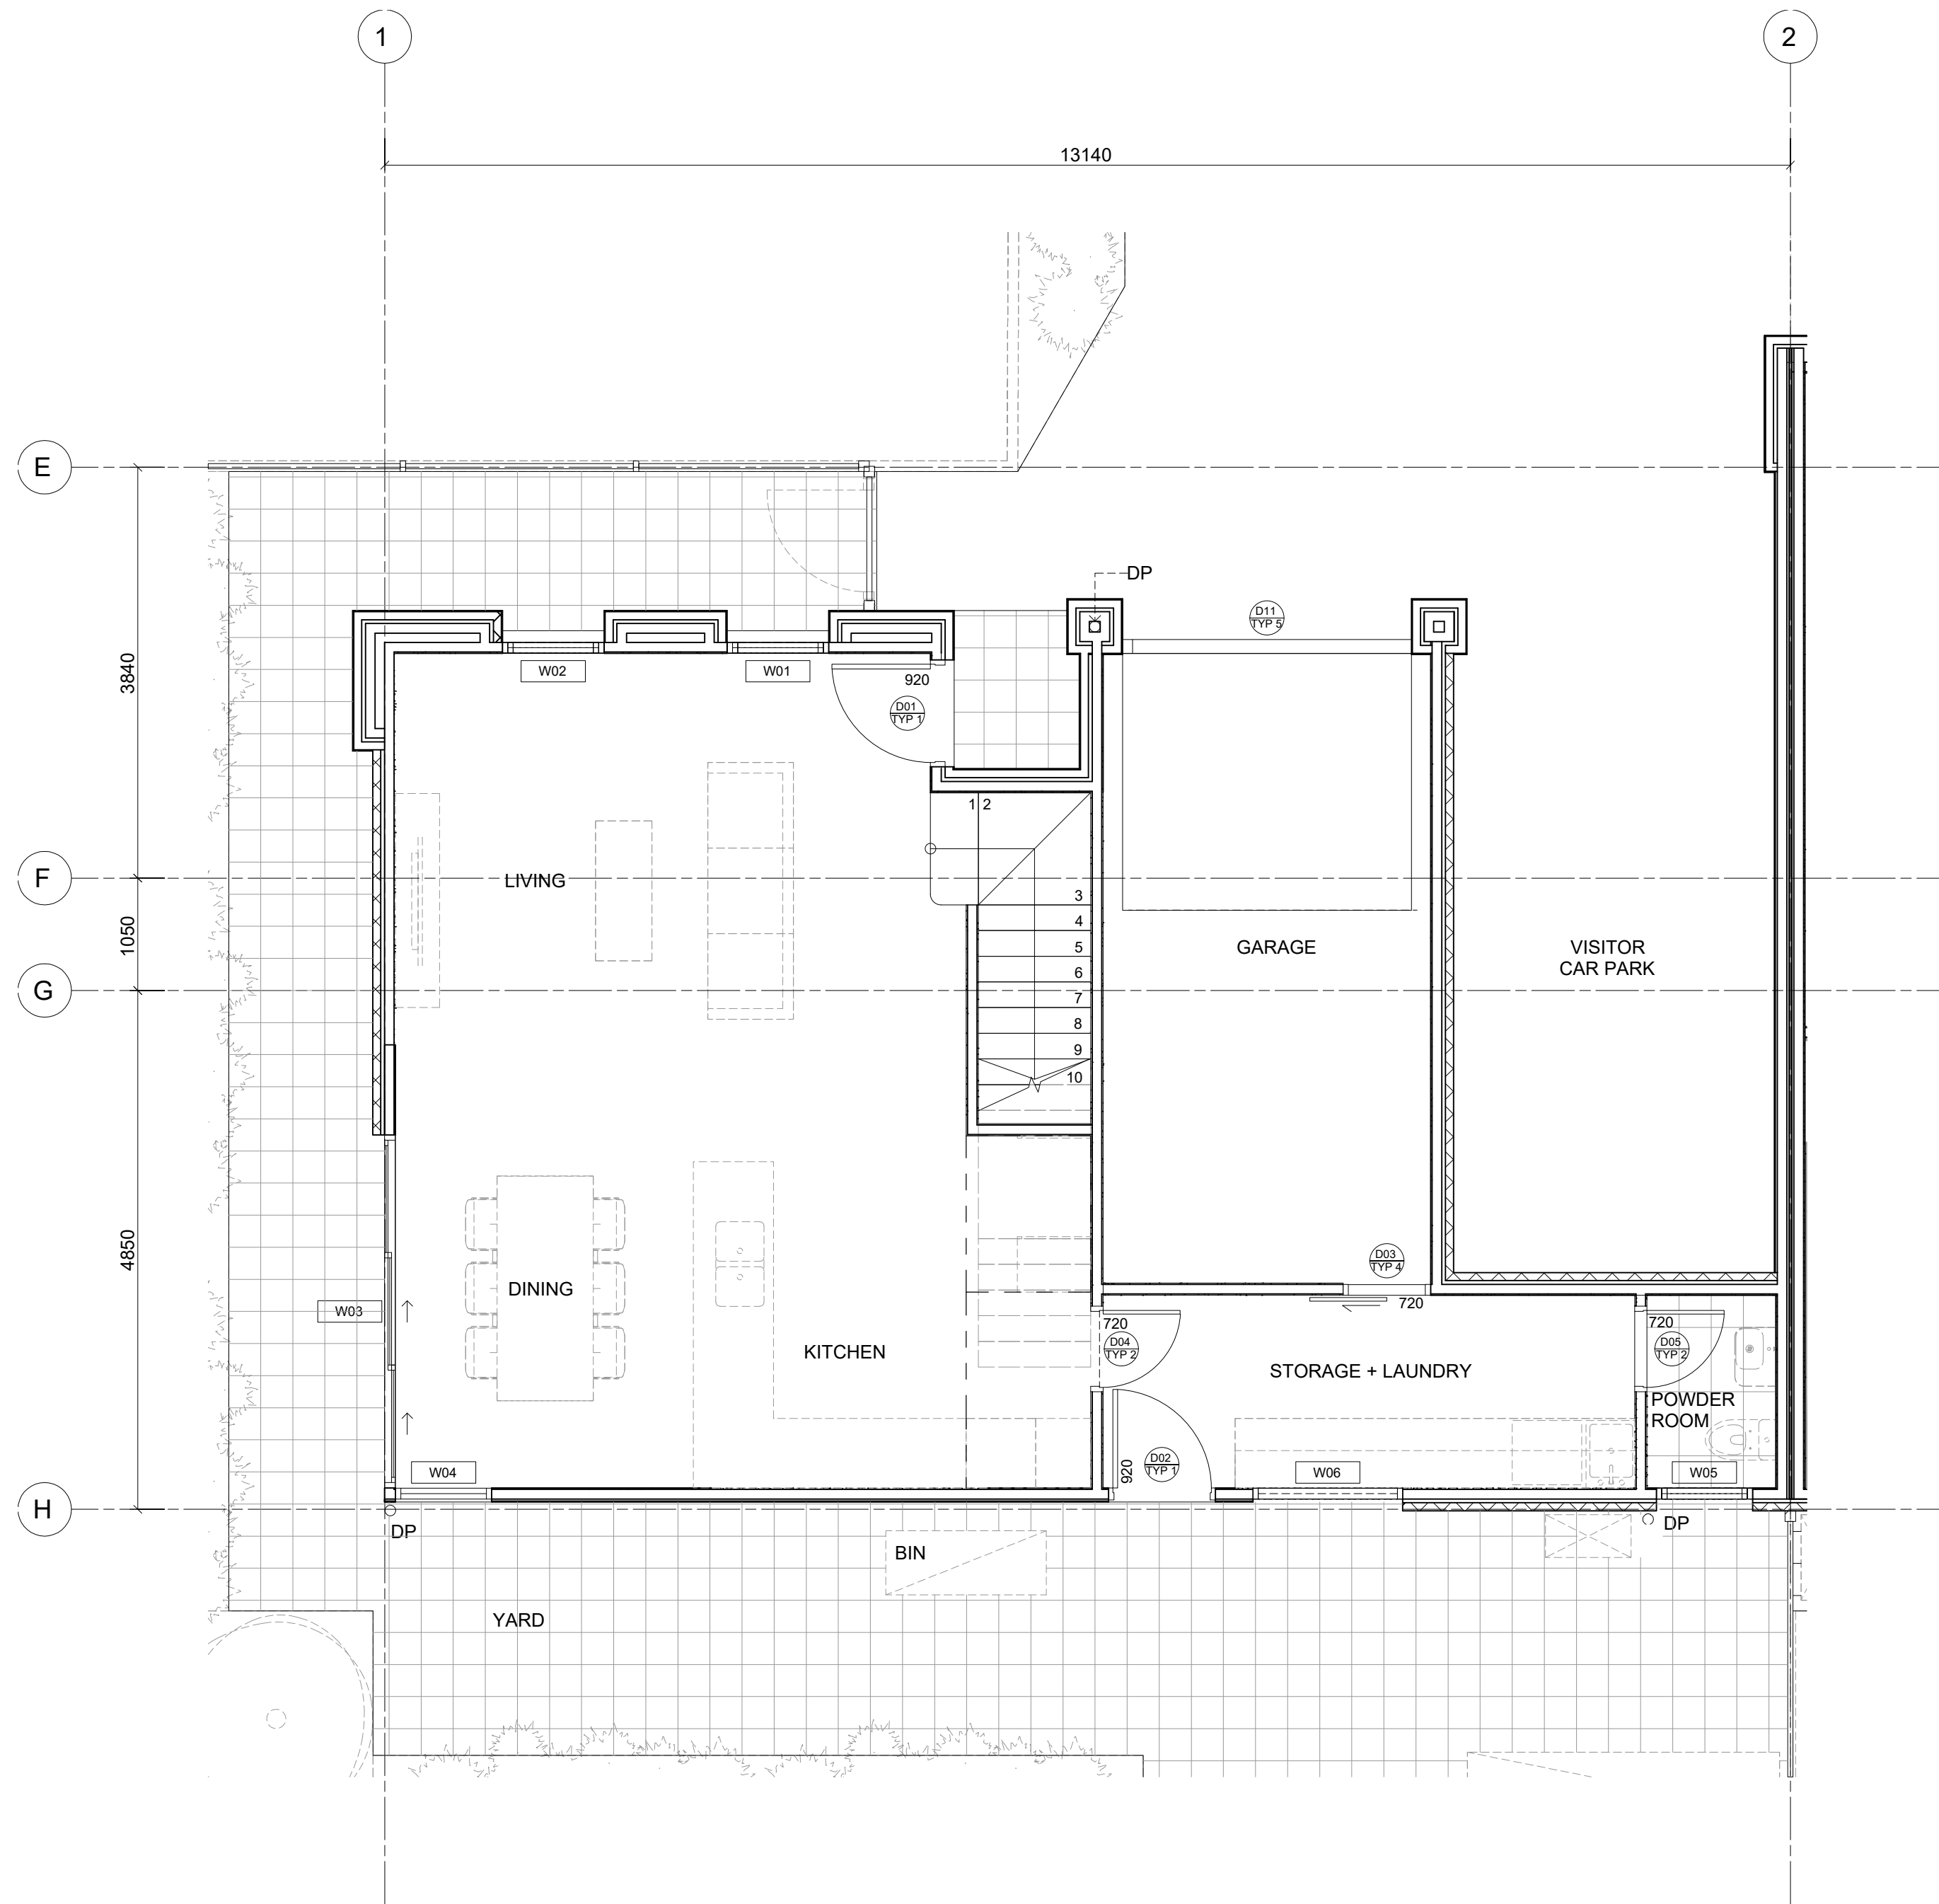 1
2
13140
E
DP
D11
TYP 5
3840
W02
W01
920
D01
TYP 1
1 2
F
LIVING
3
4
1050
5
GARAGE
VISITOR
CAR PARK
6
G
7
8
9
10
4850
D03
TYP 4
DINING
W03
720
720
720
D04
TYP 2
D05
TYP 2
KITCHEN
STORAGE + LAUNDRY
POWDER
ROOM
W04
920
D02
TYP 1
W06
W05
H
DP
DP
BIN
YARD